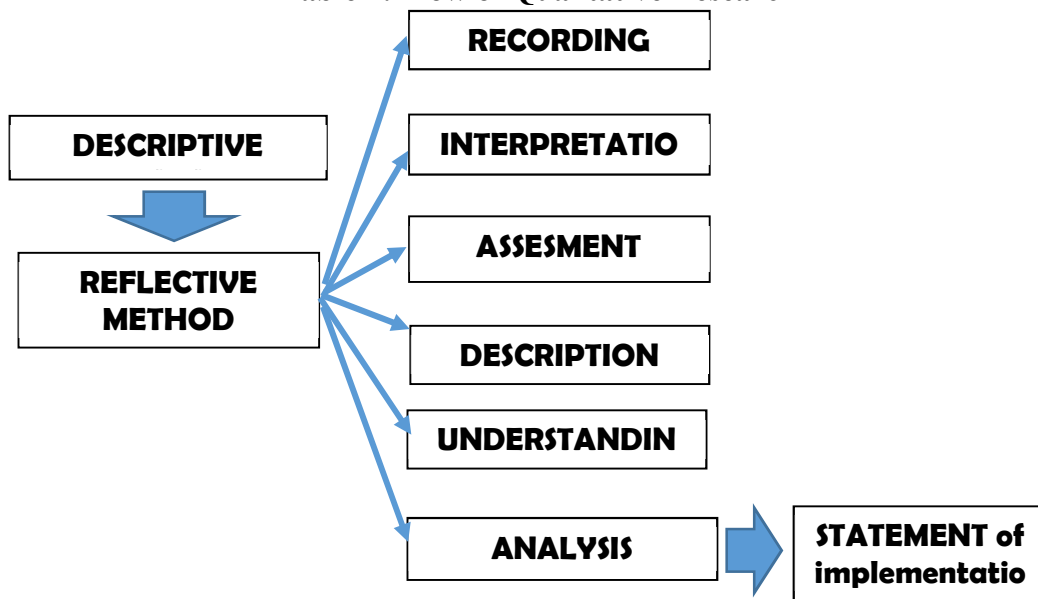 RECORDING
DESCRIPTIVE
INTERPRETATIO
ASSESMENT
REFLECTIVE
METHOD
DESCRIPTION
UNDERSTANDIN
ANALYSIS
STATEMENT of
implementatio